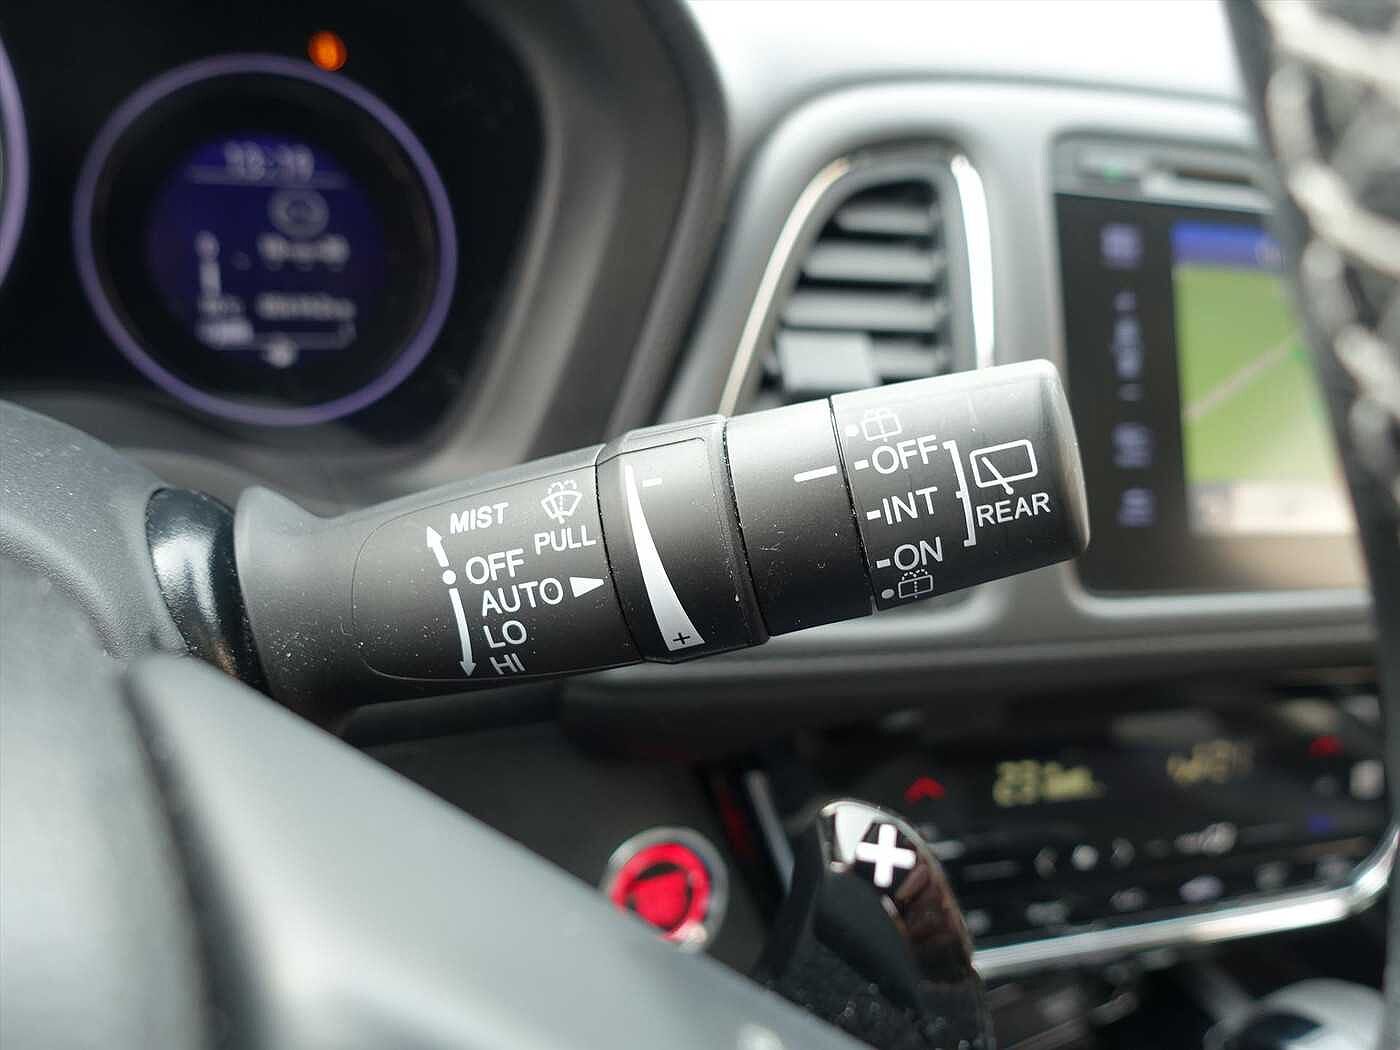 MIST
PULL
OFF
AUTO
LO
HI
-
+
OFF
INT
ON
REAR